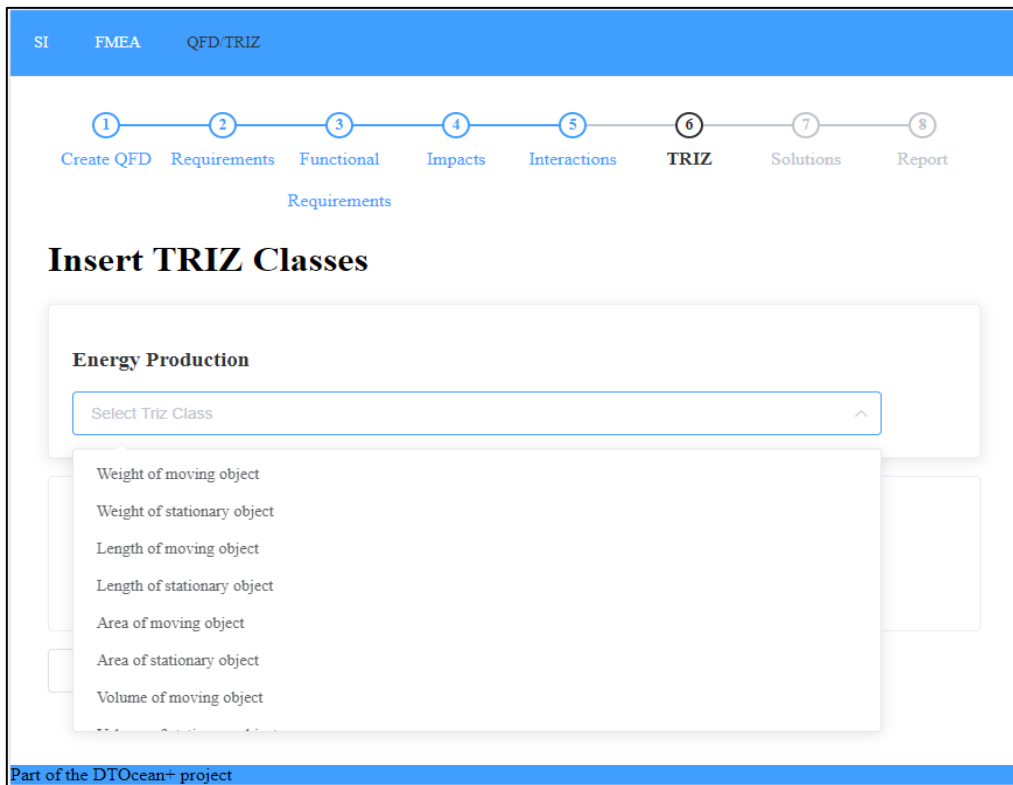 SI FMEA QFD/TRIZ
1 2 3 4 5 6 7 8
Create QFD Requirements Functional Impacts Interactions TRIZ Solutions Report
Requirements
Insert TRIZ Classes
Energy Production
Select Triz Class
Weight of moving object
Weight of stationary object
Length of moving object
Length of stationary object
Area of moving object
Area of stationary object
Volume of moving object
Part of the DTOcean+ project